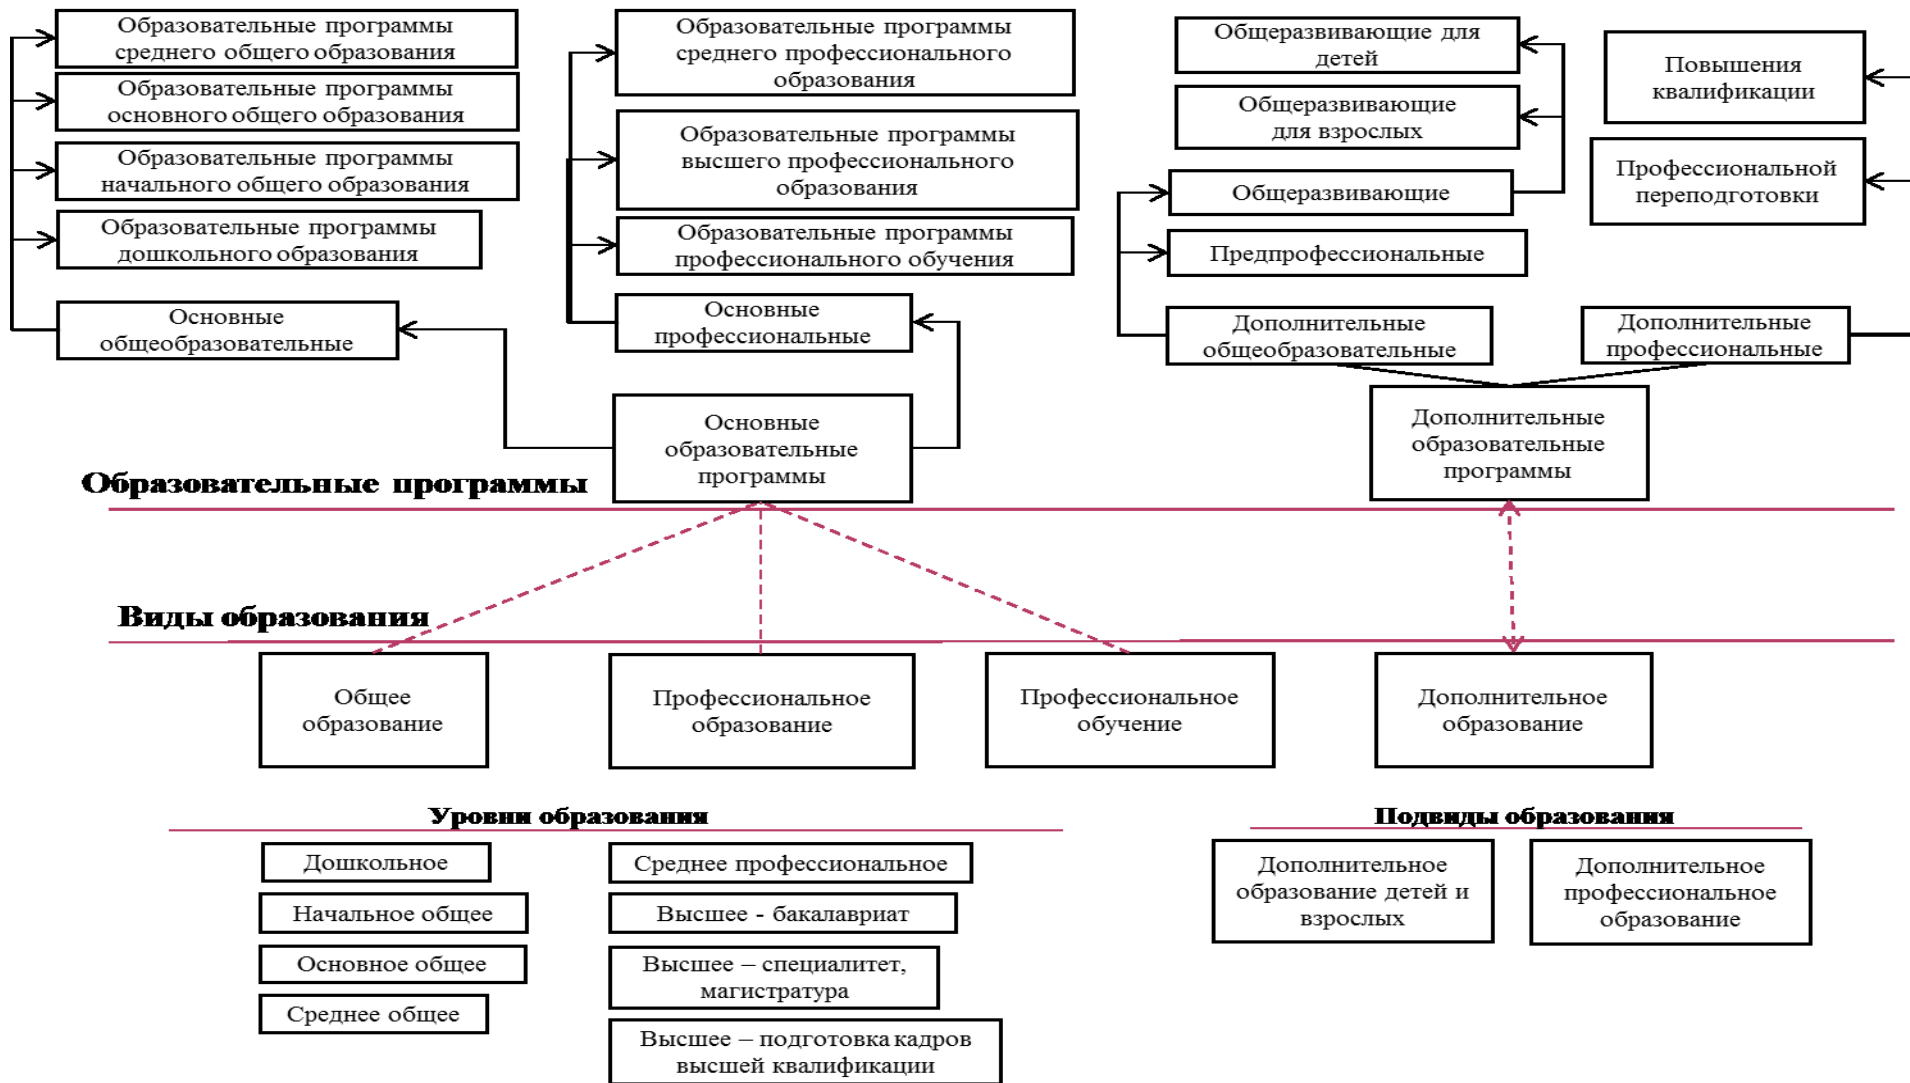 Образовательные программы
среднего общего образования
Образовательные программы
основного общего образования
Образовательные программы
начального общего образования
Образовательные программы
дошкольного образования
Основные
общеобразовательные
Образовательные программы
среднего профессионального
образования
Образовательные программы
высшего профессионального
образования
Образовательные программы
профессионального обучения
Основные
профессиональные
Общеразвивающие для
детей
Общеразвивающие
для взрослых
Общеразвивающие
Предпрофессиональные
Дополнительные
общеобразовательные
Повышения
квалификации
Профессиональной
переподготовки
Дополнительные
профессиональные
Основные
образовательные
программы
Дополнительные
образовательные
программы
Образовательные программы
Виды образования
Общее
образование
Профессиональное
образование
Профессиональное
обучение
Дополнительное
образование
Уровни образования
Дошкольное
Начальное общее
Основное общее
Среднее общее
Среднее профессиональное
Высшее - бакалавриат
Высшее – специалитет,
магистратура
Высшее – подготовка кадров
высшей квалификации
Подвиды образования
Дополнительное
образование детей и
взрослых
Дополнительное
профессиональное
образование